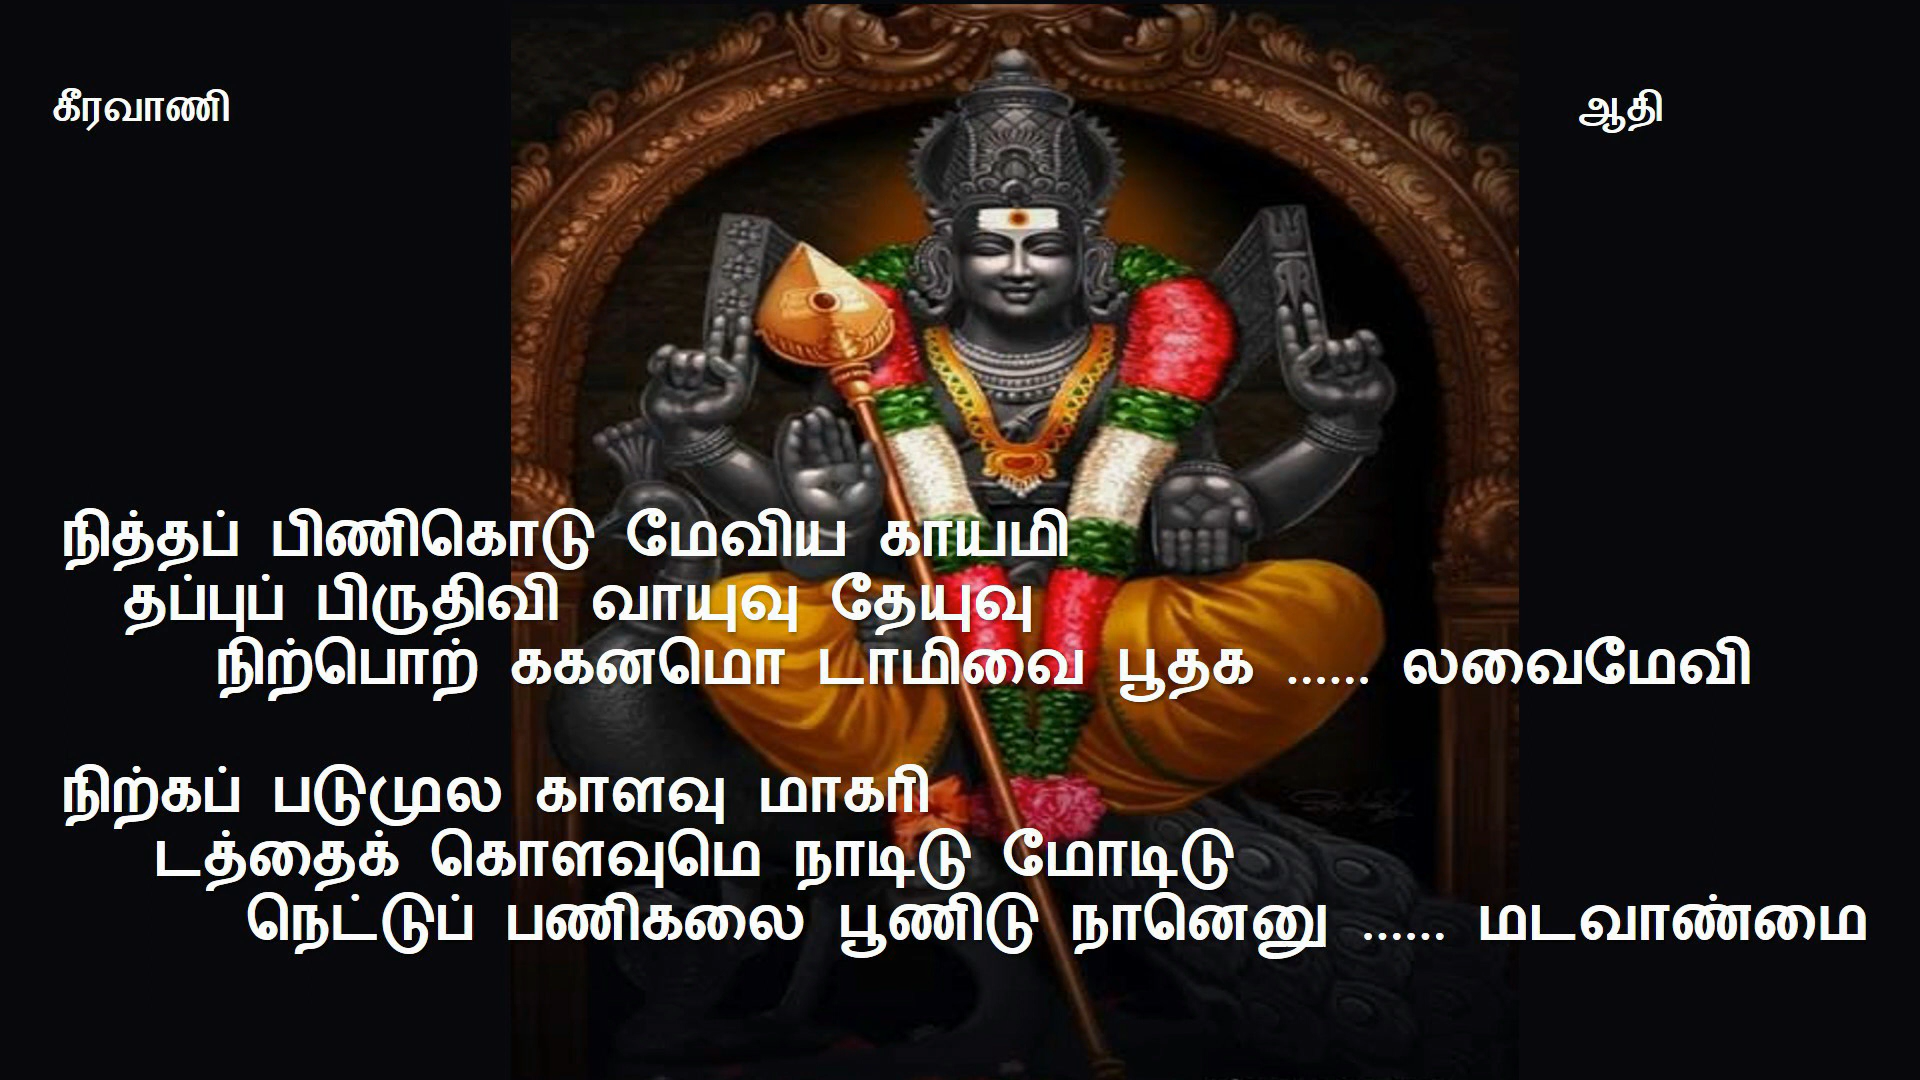 கீரவாணி
ஆதி
நித்தப் பிணிகொடு மேவிய காயமி
தப்புப் பிருதிவி வாயுவு தேயுவு
நிற்பொற் ககனமொ டாமிவை பூதக ...... லவைமேவி
நிற்கப் படுமுல காளவு மாகரி
டத்தைக் கொளவுமெ நாடிடு மோடிடு
நெட்டுப் பணிகலை பூணிடு நானெனு ...... மடவாண்மை